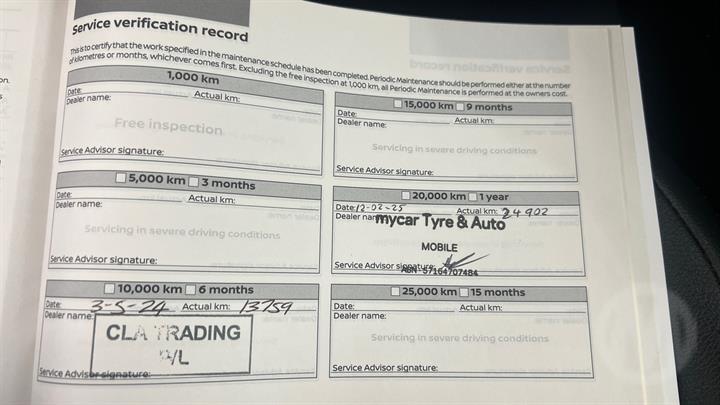 Service verification record
This is to certify that the work specified in the maintenance schedule has been completed. Periodic Maintenance should be performed either at the number
of kilometres or months, whichever comes first. Excluding the free inspection at 1,000 km, all Periodic Maintenance is performed at the owners cost.
1,000 km
Date:
Dealer name: Actual km:
Free inspection
Service Advisor signature:
5,000 km 3 months
Date:
Dealer name: Actual km:
Servicing in severe driving conditions
Service Advisor signature:
10,000 km 6 months
Date: 3-5-24 Actual km: 13759
Dealer name:
CLA TRADING
P/L
Service Advisor signature:
15,000 km 9 months
Date:
Dealer name: Actual km:
Servicing in severe driving conditions
Service Advisor signature:
20,000 km 1 year
Date: 12-02-25 Actual km: 24902
Dealer name:
mycar Tyre & Auto
MOBILE
Service Advisor signature:
ABN 57164707484
25,000 km 15 months
Date: Actual km:
Dealer name:
Servicing in severe driving conditions
Service Advisor signature: